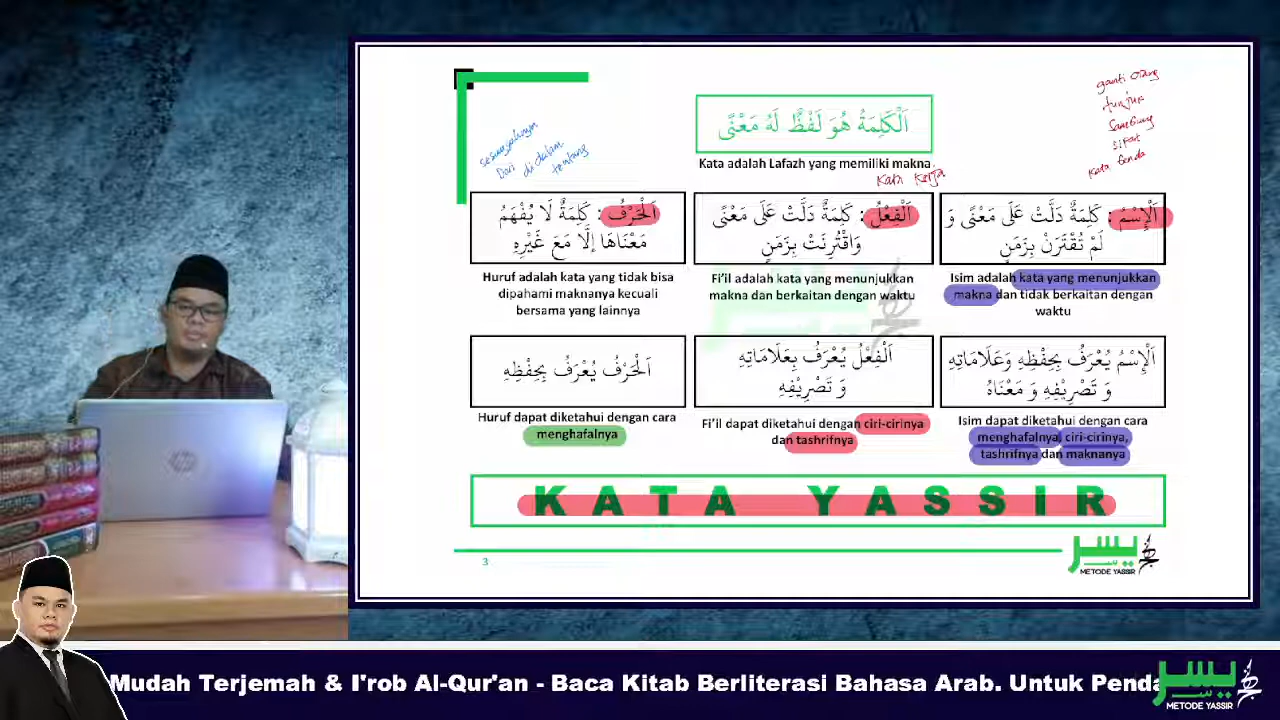 ganti orang
tunjuk
Sambung
sifat
Kata benda
sesungguhnya
Dari di dalam
tentang
اَلْكَلِمَةُ هُوَ لَفْظٌ لَهُ مَعْنًى
Kata adalah Lafazh yang memiliki makna
Kata Kerja
اَلْإِسْمُ : كَلِمَةٌ دَلَّتْ عَلَى مَعْنًى وَ
لَمْ تُقْتَرَنْ بِزَمَنٍ
Isim adalah kata yang menunjukkan
makna dan tidak berkaitan dengan
waktu
اَلْفِعْلُ : كَلِمَةٌ دَلَّتْ عَلَى مَعْنًى
وَاقْتُرِنَتْ بِزَمَنٍ
Fi’il adalah kata yang menunjukkan
makna dan berkaitan dengan waktu
اَلْحَرْفُ : كَلِمَةٌ لَا يُفْهَمُ
مَعْنَاهَا إِلَّا مَعَ غَيْرِهِ
Huruf adalah kata yang tidak bisa
dipahami maknanya kecuali
bersama yang lainnya
اَلْإِسْمُ يُعْرَفُ بِحِفْظِهِ وَعَلَامَاتِهِ
وَ تَصْرِيْفِهِ وَ مَعْنَاهُ
Isim dapat diketahui dengan cara
menghafalnya, ciri-cirinya,
tashrifnya dan maknanya
اَلْفِعْلُ يُعْرَفُ بِعَلَامَاتِهِ
وَ تَصْرِيْفِهِ
Fi’il dapat diketahui dengan ciri-cirinya
dan tashrifnya
اَلْحَرْفُ يُعْرَفُ بِحِفْظِهِ
Huruf dapat diketahui dengan cara
menghafalnya
KATA YASSIR
3
يسر
METODE YASSIR
hp
Mudah Terjemah & I'rob Al-Qur'an - Baca Kitab Berliterasi Bahasa Arab. Untuk Penda
يسر
METODE YASSIR